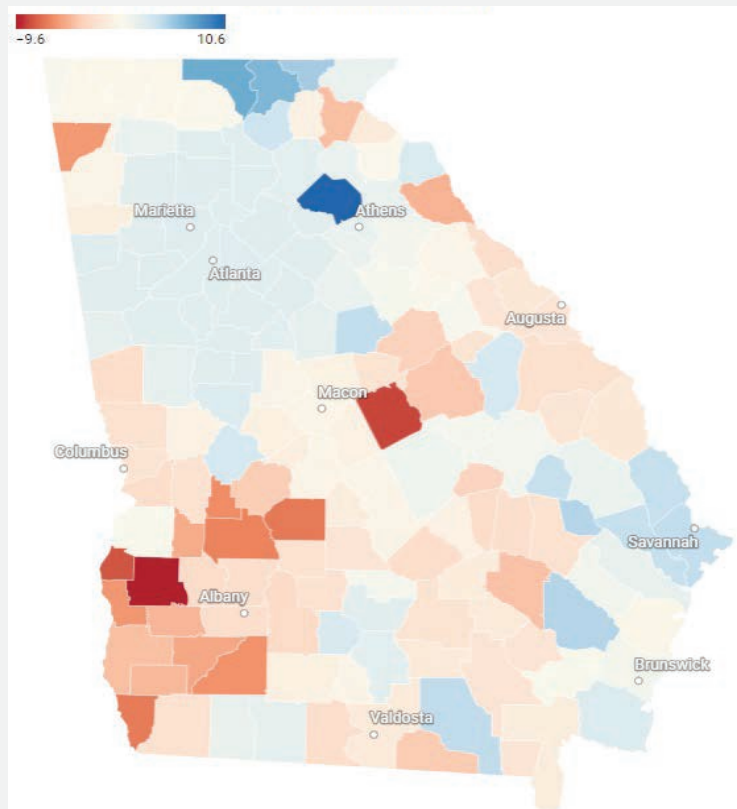 −9.6 10.6
Marietta
Athens
Atlanta
Augusta
Macon
Columbus
Savannah
Albany
Brunswick
Valdosta